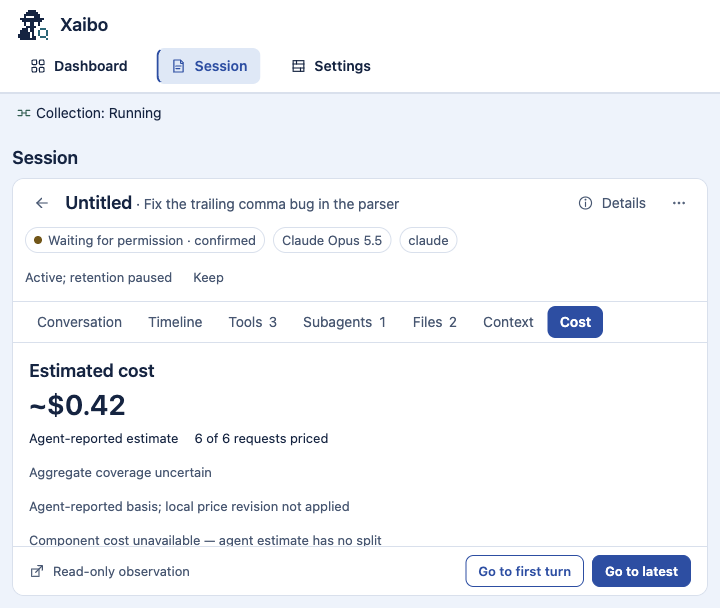 Xaibo
Dashboard Session Settings
Collection: Running
Session
Untitled · Fix the trailing comma bug in the parser Details ···
Waiting for permission · confirmed Claude Opus 5.5 claude
Active; retention paused Keep
Conversation Timeline Tools 3 Subagents 1 Files 2 Context Cost
Estimated cost
~$0.42
Agent-reported estimate 6 of 6 requests priced
Aggregate coverage uncertain
Agent-reported basis; local price revision not applied
Component cost unavailable — agent estimate has no split
Read-only observation Go to first turn Go to latest